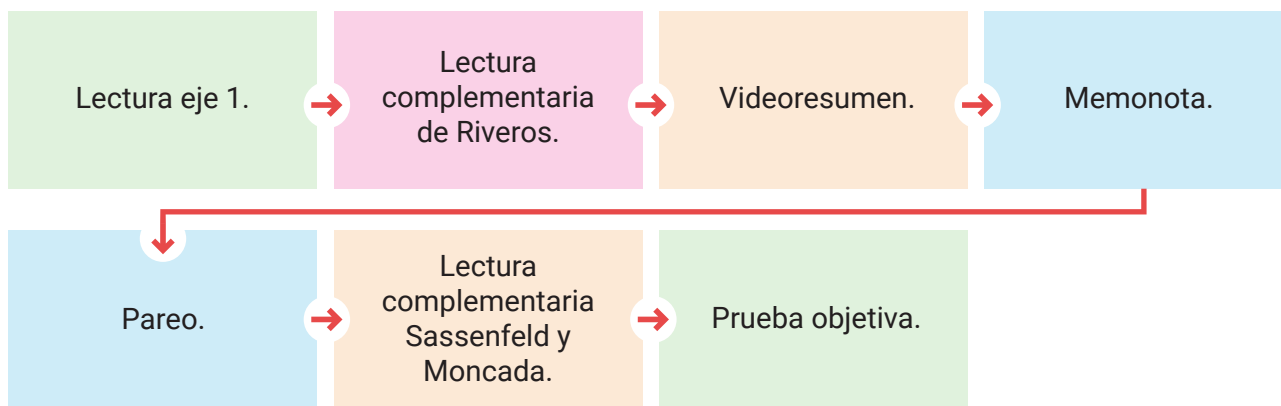 Lectura eje 1.
Lectura
complementaria
de Riveros.
Videoresumen.
Memonota.
Pareo.
Lectura
complementaria
Sassenfeld y
Moncada.
Prueba objetiva.